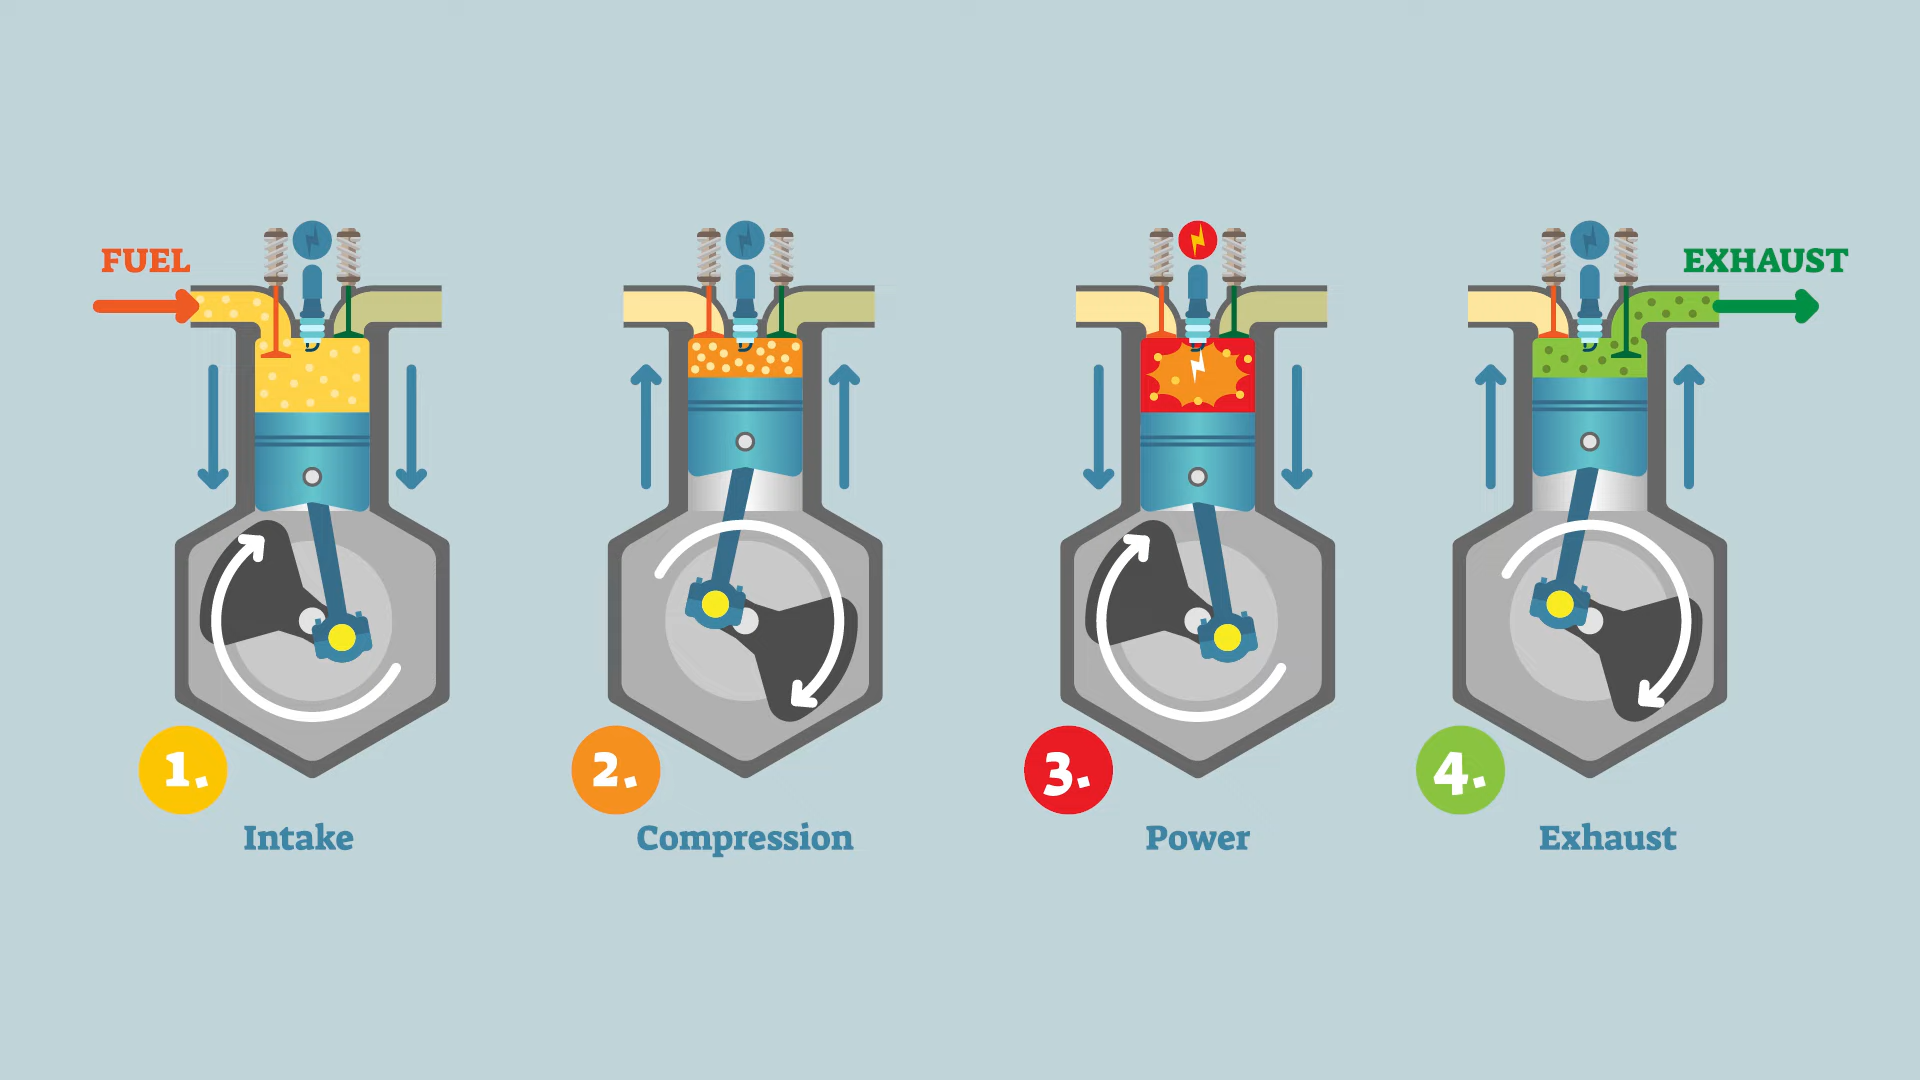 FUEL
EXHAUST
1.
Intake
2.
Compression
3.
Power
4.
Exhaust